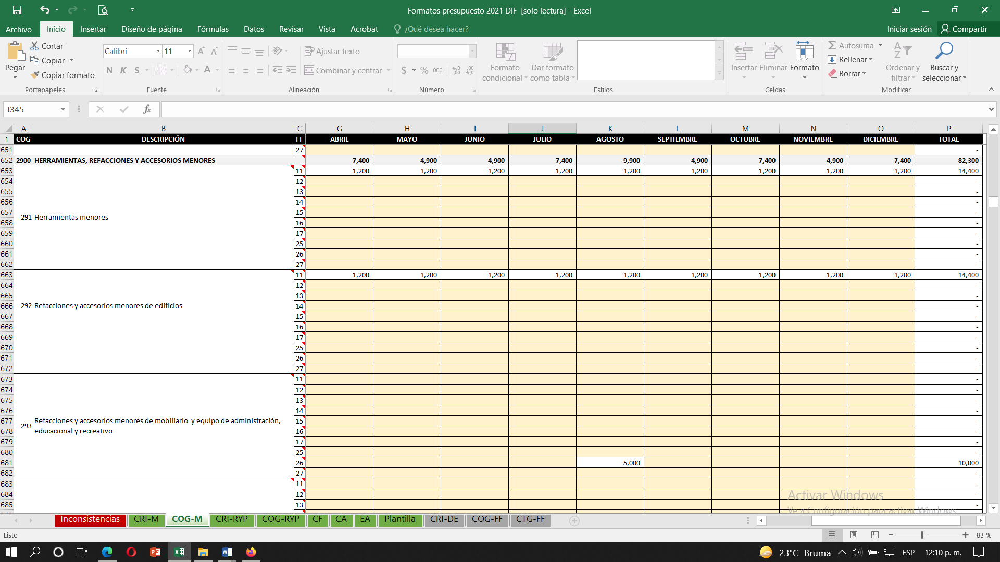 Formatos presupuesto 2021 DIF  [solo lectura] - Excel
Archivo Inicio Insertar Diseño de página Fórmulas Datos Revisar Vista Acrobat ¿Qué desea hacer? Iniciar sesión Compartir
Pegar Cortar Copiar Copiar formato
Portapapeles
Calibri 11
N K S A
Fuente
Ajustar texto
Combinar y centrar
Alineación
$ % 000
Número
Formato condicional Dar formato como tabla
Estilos
Insertar Eliminar Formato
Celdas
Autosuma Rellenar Borrar
Ordenar y filtrar Buscar y seleccionar
Modificar
J345 fx
A B C G H I J K L M N O P
1 COG DESCRIPCIÓN FF ABRIL MAYO JUNIO JULIO AGOSTO SEPTIEMBRE OCTUBRE NOVIEMBRE DICIEMBRE TOTAL
651 27 -
652 2900 HERRAMIENTAS, REFACCIONES Y ACCESORIOS MENORES 7,400 4,900 4,900 7,400 9,900 4,900 7,400 4,900 7,400 82,300
653 11 1,200 1,200 1,200 1,200 1,200 1,200 1,200 1,200 1,200 14,400
654 12 -
655 13 -
656 14 -
657 15 -
291 Herramientas menores
658 16 -
659 17 -
660 25 -
661 26 -
662 27 -
663 11 1,200 1,200 1,200 1,200 1,200 1,200 1,200 1,200 1,200 14,400
664 12 -
665 13 -
666 292 Refacciones y accesorios menores de edificios 14 -
667 15 -
668 16 -
669 17 -
670 25 -
671 26 -
672 27 -
673 11 -
674 12 -
675 13 -
676 14 -
677 Refacciones y accesorios menores de mobiliario  y equipo de administración, 15 -
293
678 educacional y recreativo 16 -
679 17 -
680 25 -
681 26 5,000 10,000
682 27 -
683 11 -
684 12 -
685 13 -
Activar Windows
Ve a Configuración para activar Windows.
Inconsistencias CRI-M COG-M CRI-RYP COG-RYP CF CA EA Plantilla CRI-DE COG-FF CTG-FF
Listo 83 %
23°C Bruma ESP 12:10 p. m.